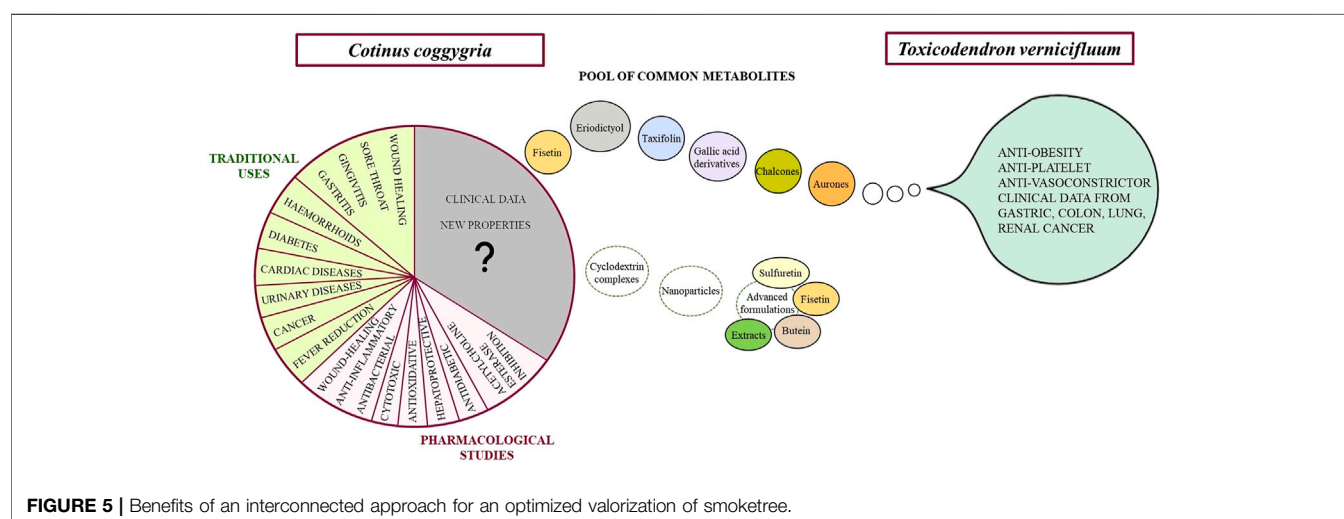 Cotinus coggygria
Toxicodendron vernicifluum
POOL OF COMMON METABOLITES
TRADITIONAL
USES
WOUND HEALING
SORE THROAT
GINGIVITIS
GASTRITIS
HAEMORRHOIDS
DIABETES
CARDIAC DISEASES
URINARY DISEASES
CANCER
FEVER REDUCTION
WOUND-HEALING
ANTI-INFLAMMATORY
ANTIBACTERIAL
CYTOTOXIC
ANTIOXIDATIVE
HEPATOPROTECTIVE
ANTIDIABETIC
ACETYLCHOLINE
ESTERASE
INHIBITION
PHARMACOLOGICAL
STUDIES
CLINICAL DATA
NEW PROPERTIES
?
Fisetin
Eriodictyol
Taxifolin
Gallic acid
derivatives
Chalcones
Aurones
ANTI-OBESITY
ANTI-PLATELET
ANTI-VASOCONSTRICTOR
CLINICAL DATA FROM
GASTRIC, COLON, LUNG,
RENAL CANCER
Cyclodextrin
complexes
Nanoparticles
Advanced
formulations
Sulfuretin
Fisetin
Butein
Extracts
FIGURE 5 | Benefits of an interconnected approach for an optimized valorization of smoketree.